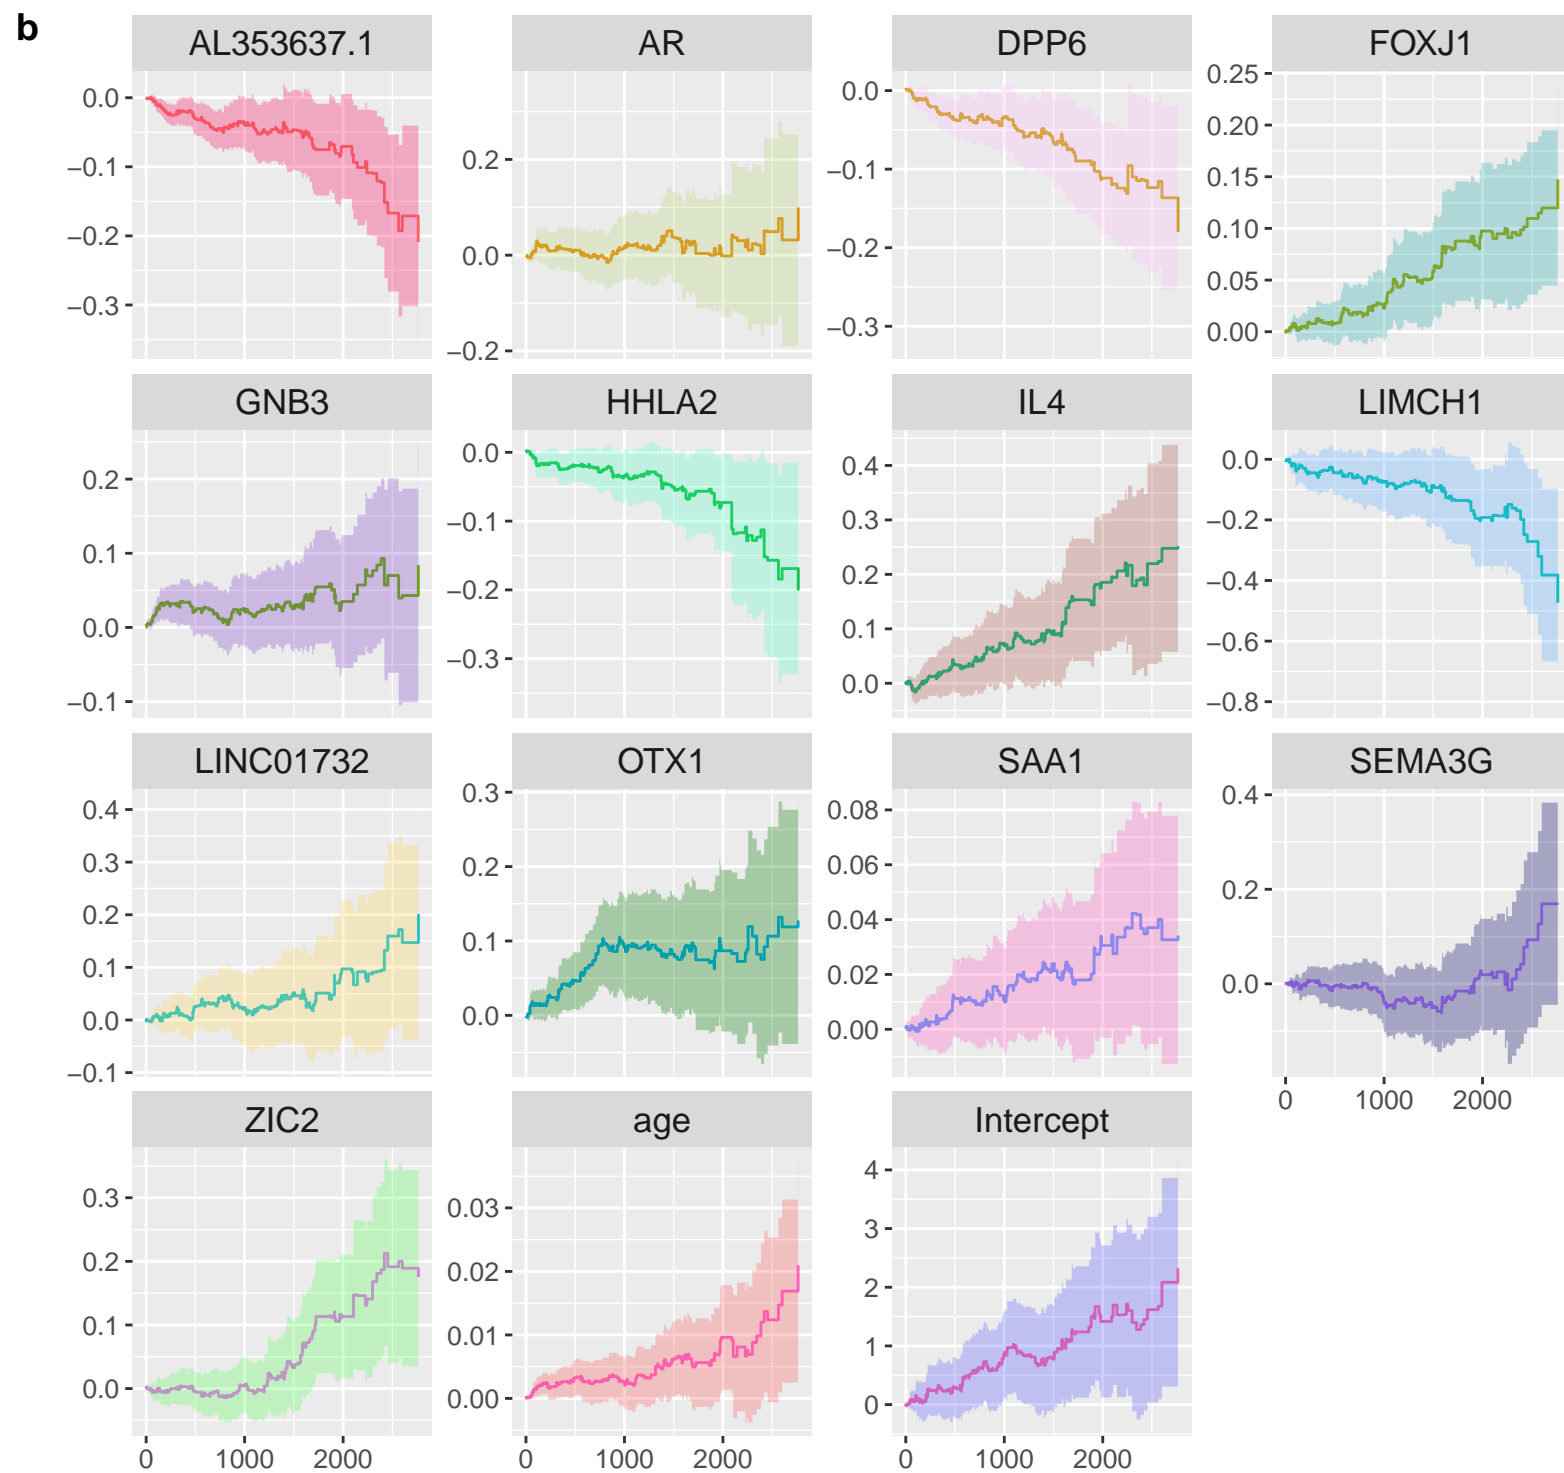 b
AL353637.1 AR DPP6 FOXJ1
0.0 −0.1 −0.2 −0.3
0.2 0.0 −0.2
0.0 −0.1 −0.2 −0.3
0.25 0.20 0.15 0.10 0.05 0.00
GNB3 HHLA2 IL4 LIMCH1
0.2 0.1 0.0 −0.1
0.0 −0.1 −0.2 −0.3
0.4 0.3 0.2 0.1 0.0
0.0 −0.2 −0.4 −0.6 −0.8
LINC01732 OTX1 SAA1 SEMA3G
0.4 0.3 0.2 0.1 0.0 −0.1
0.3 0.2 0.1 0.0
0.08 0.06 0.04 0.02 0.00
0.4 0.2 0.0
0 1000 2000
ZIC2 age Intercept
0.3 0.2 0.1 0.0
0.03 0.02 0.01 0.00
4 3 2 1 0
0 1000 2000 0 1000 2000 0 1000 2000